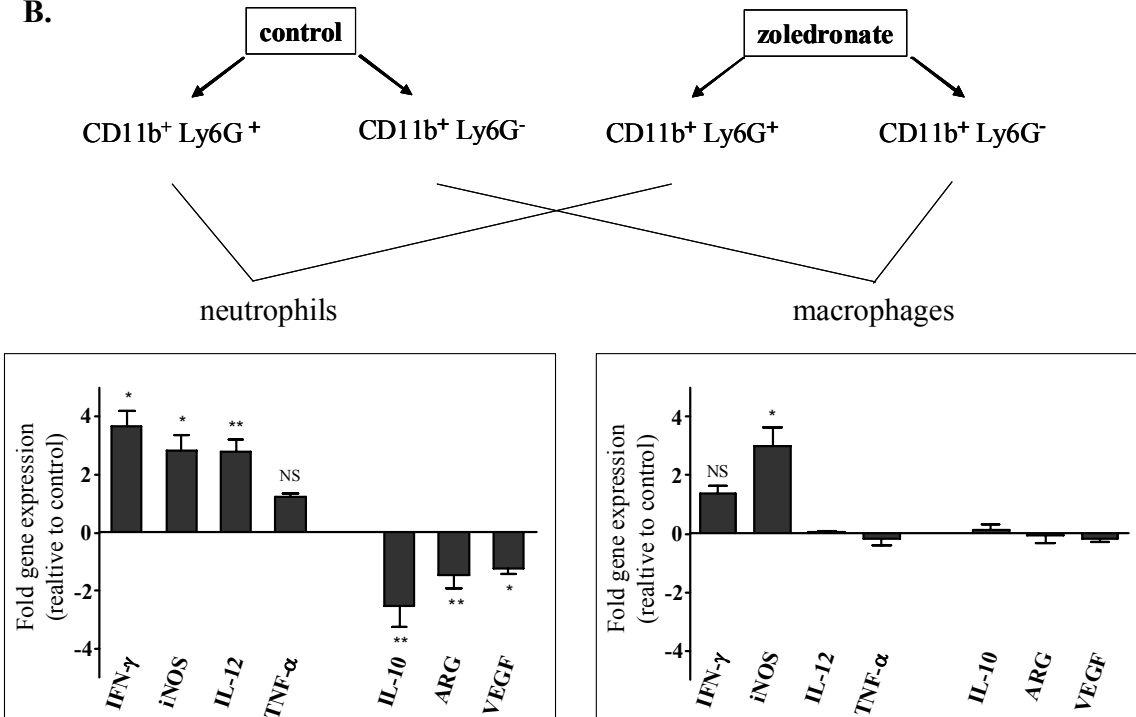 B.
control
zoledronate
CD11b⁺ Ly6G⁺
CD11b⁺ Ly6G⁻
CD11b⁺ Ly6G⁺
CD11b⁺ Ly6G⁻
neutrophils
macrophages
Fold gene expression
(realtive to control)
4
2
0
-2
-4
*
*
**
NS
**
**
*
IFN-γ
iNOS
IL-12
TNF-α
IL-10
ARG
VEGF
Fold gene expression
(realtive to control)
4
2
0
-2
-4
NS
*
IFN-γ
iNOS
IL-12
TNF-α
IL-10
ARG
VEGF